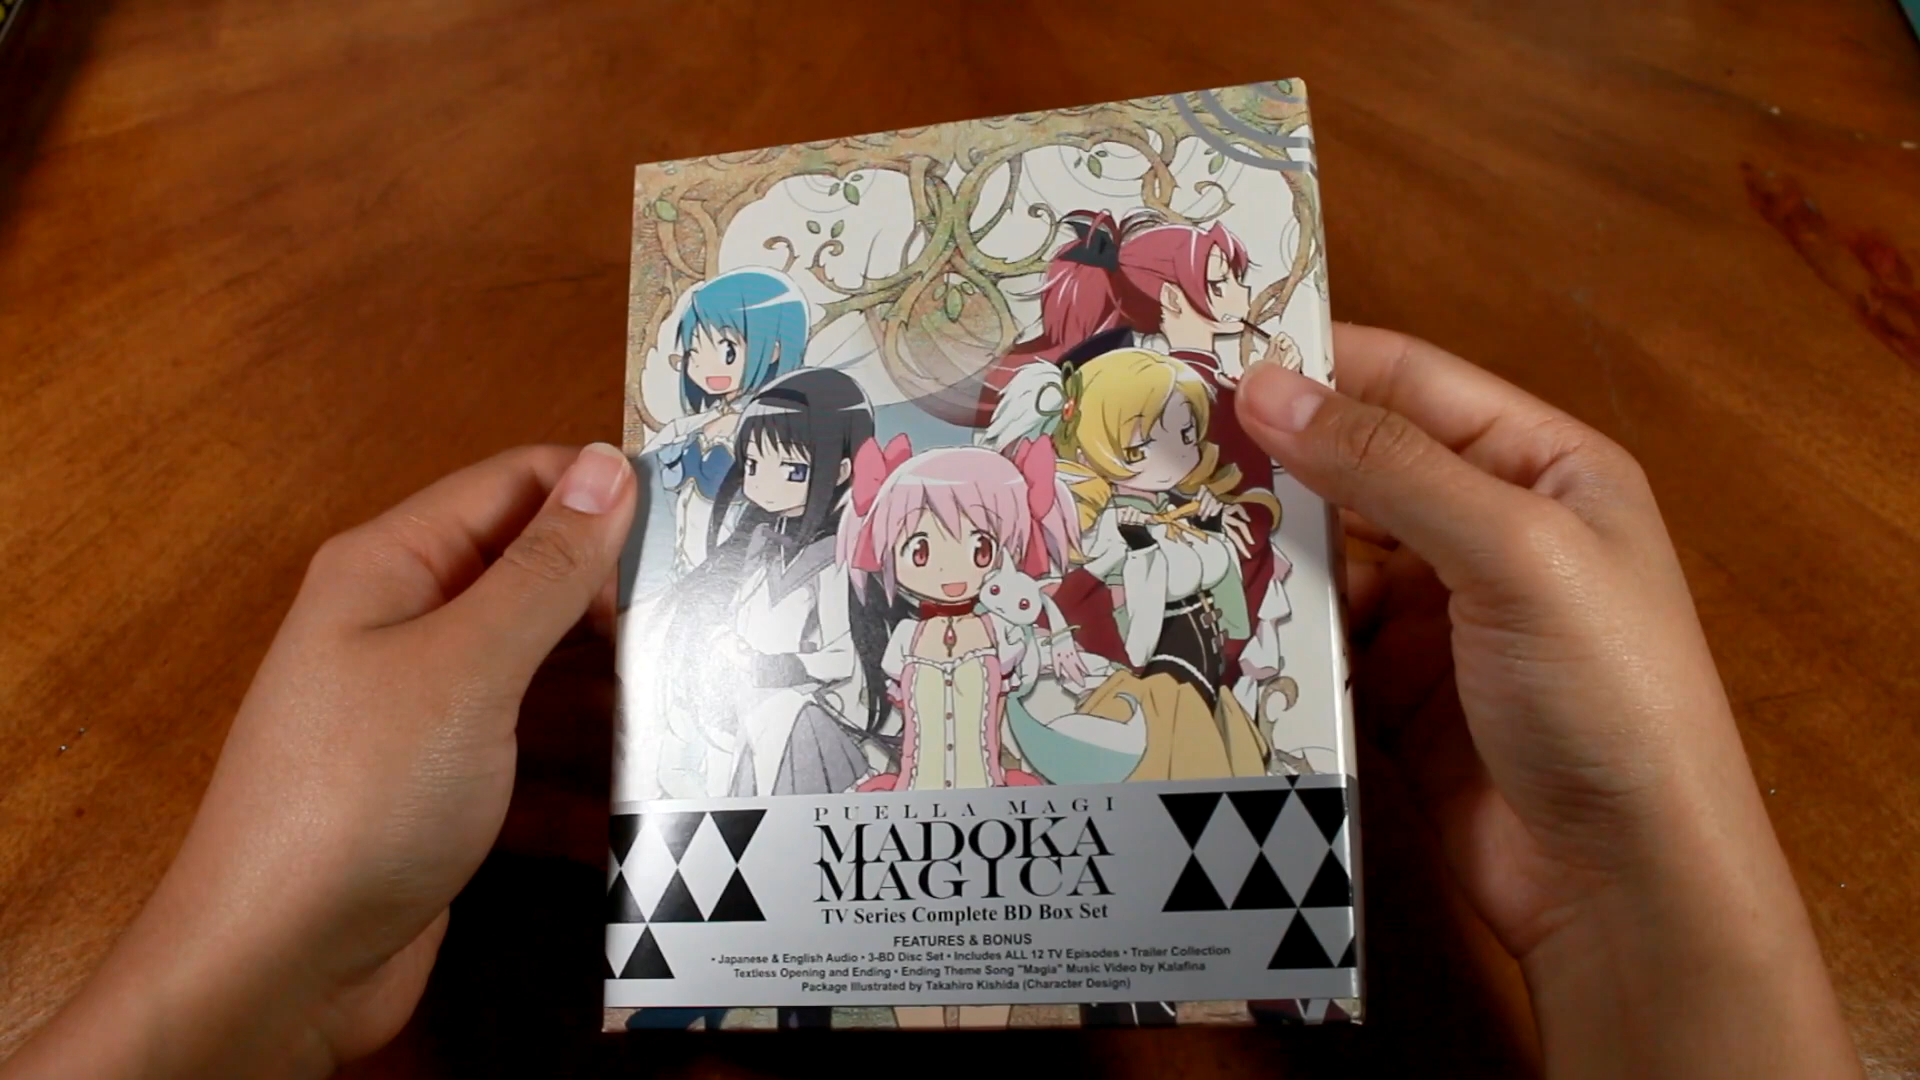 PUELLA MAGI
MADOKA
MAGICA
TV Series Complete BD Box Set
FEATURES & BONUS
• Japanese & English Audio • 3-BD Disc Set • Includes ALL 12 TV Episodes • Trailer Collection
Textless Opening and Ending • Ending Theme Song "Magia" Music Video by Kalafina
Package Illustrated by Takahiro Kishida (Character Design)